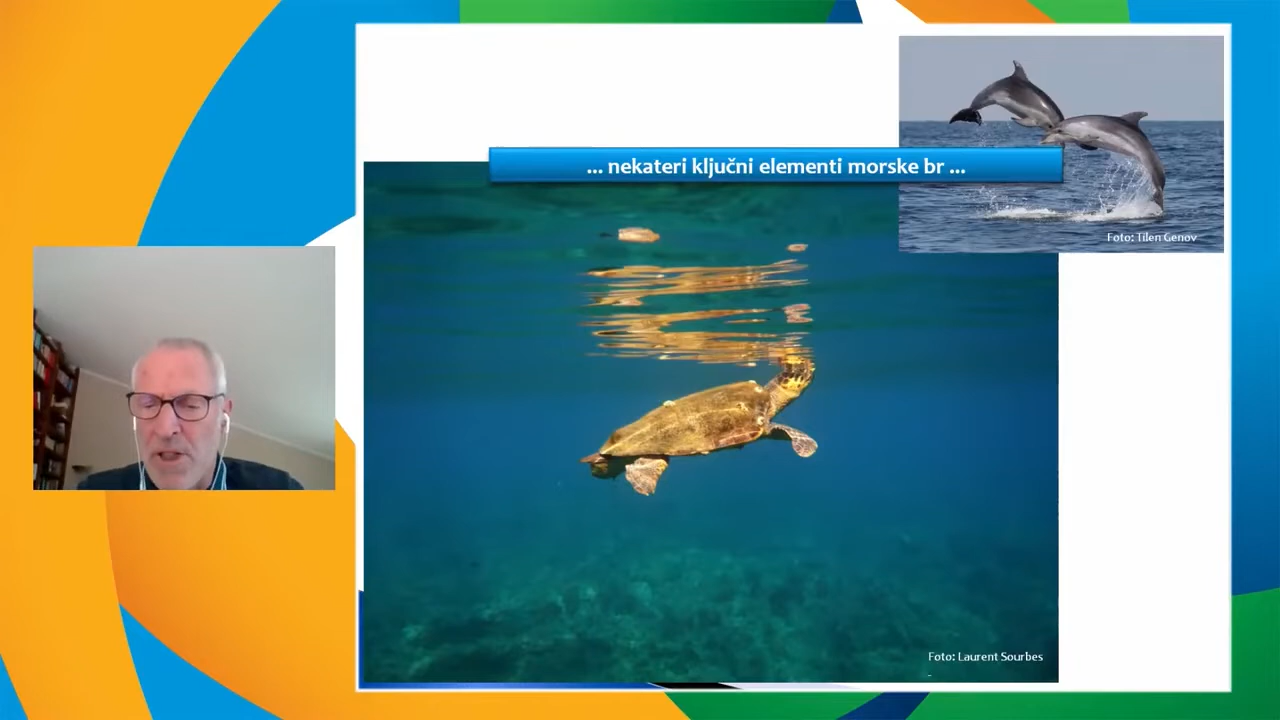 ... nekateri ključni elementi morske br ...
Foto: Tilen Genov
Foto: Laurent Sourbes